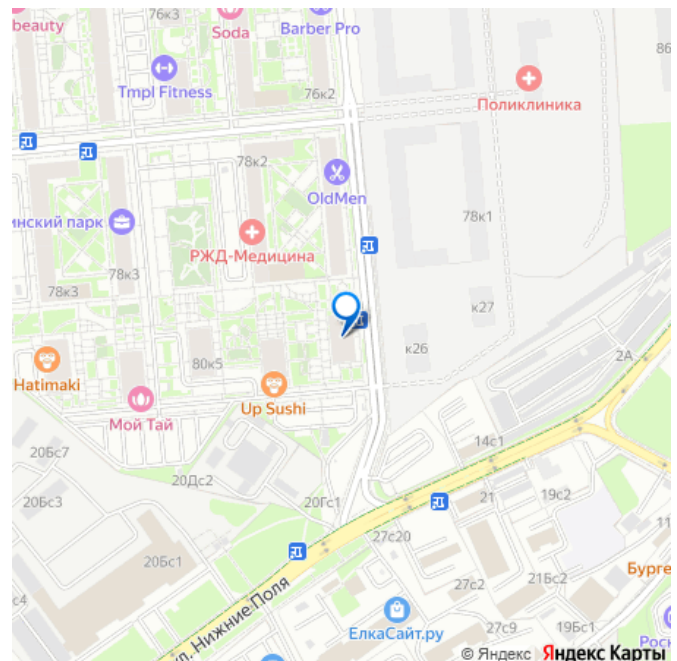 76к3
beauty
Soda
Barber Pro
86
Tmpl Fitness
76к2
Поликлиника
78к2
OldMen
инский парк
78к1
РЖД-Медицина
78к3
78к3
к27
к26
2А
Hatimaki
80к5
Up Sushi
Мой Тай
14с1
20Бс7
20Дс2
20Бс3
20Гс1
21
19с2
27с20
11
20Бс1
ул. Нижние Поля
Бурге
с4
27с2
21Бс2
ЕлкаСайт.ру
27с9
19Бс1
Роск
© Яндекс Яндекс Карты